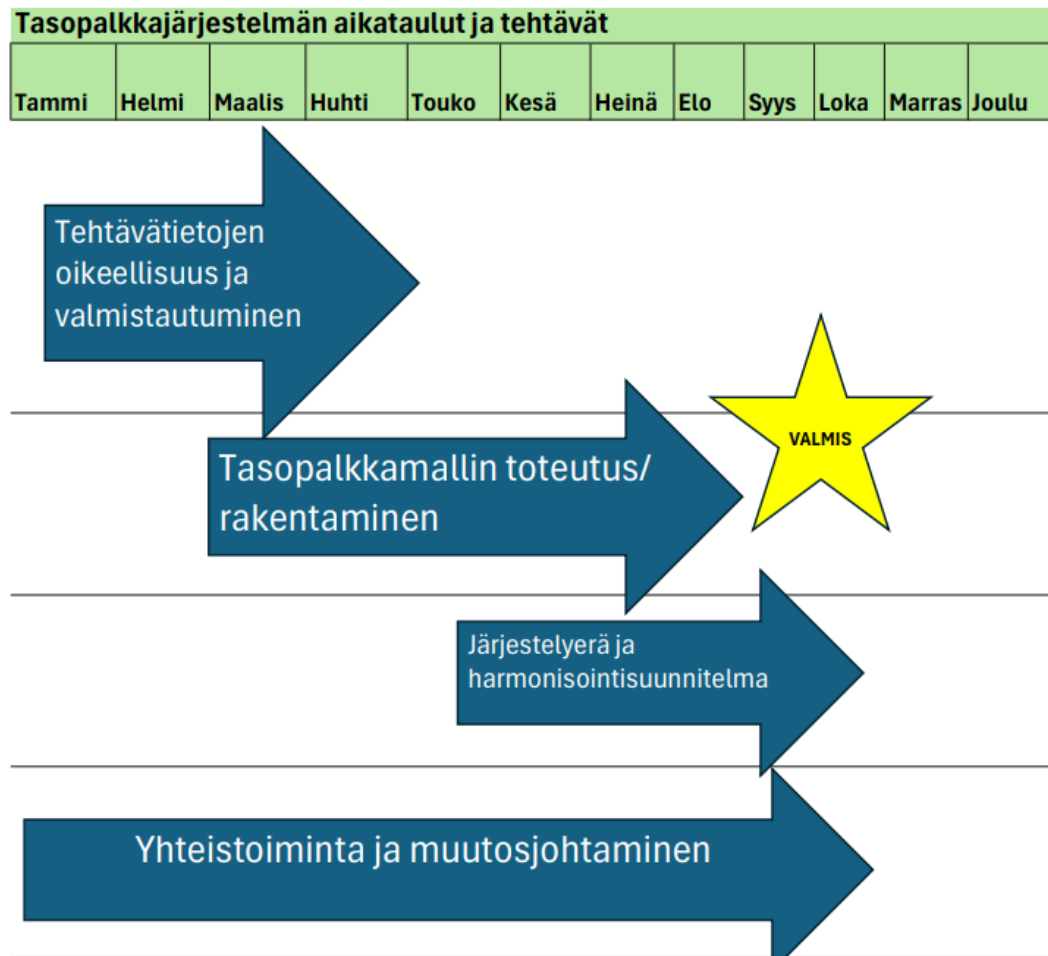 Tasopalkkajärjestelmän aikataulut ja tehtävät
Tammi Helmi Maalis Huhti Touko Kesä Heinä Elo Syys Loka Marras Joulu
Tehtävätietojen
oikeellisuus ja
valmistautuminen
VALMIS
Tasopalkkamallin toteutus/
rakentaminen
Järjestelyerä ja
harmonisointisuunnitelma
Yhteistoiminta ja muutosjohtaminen